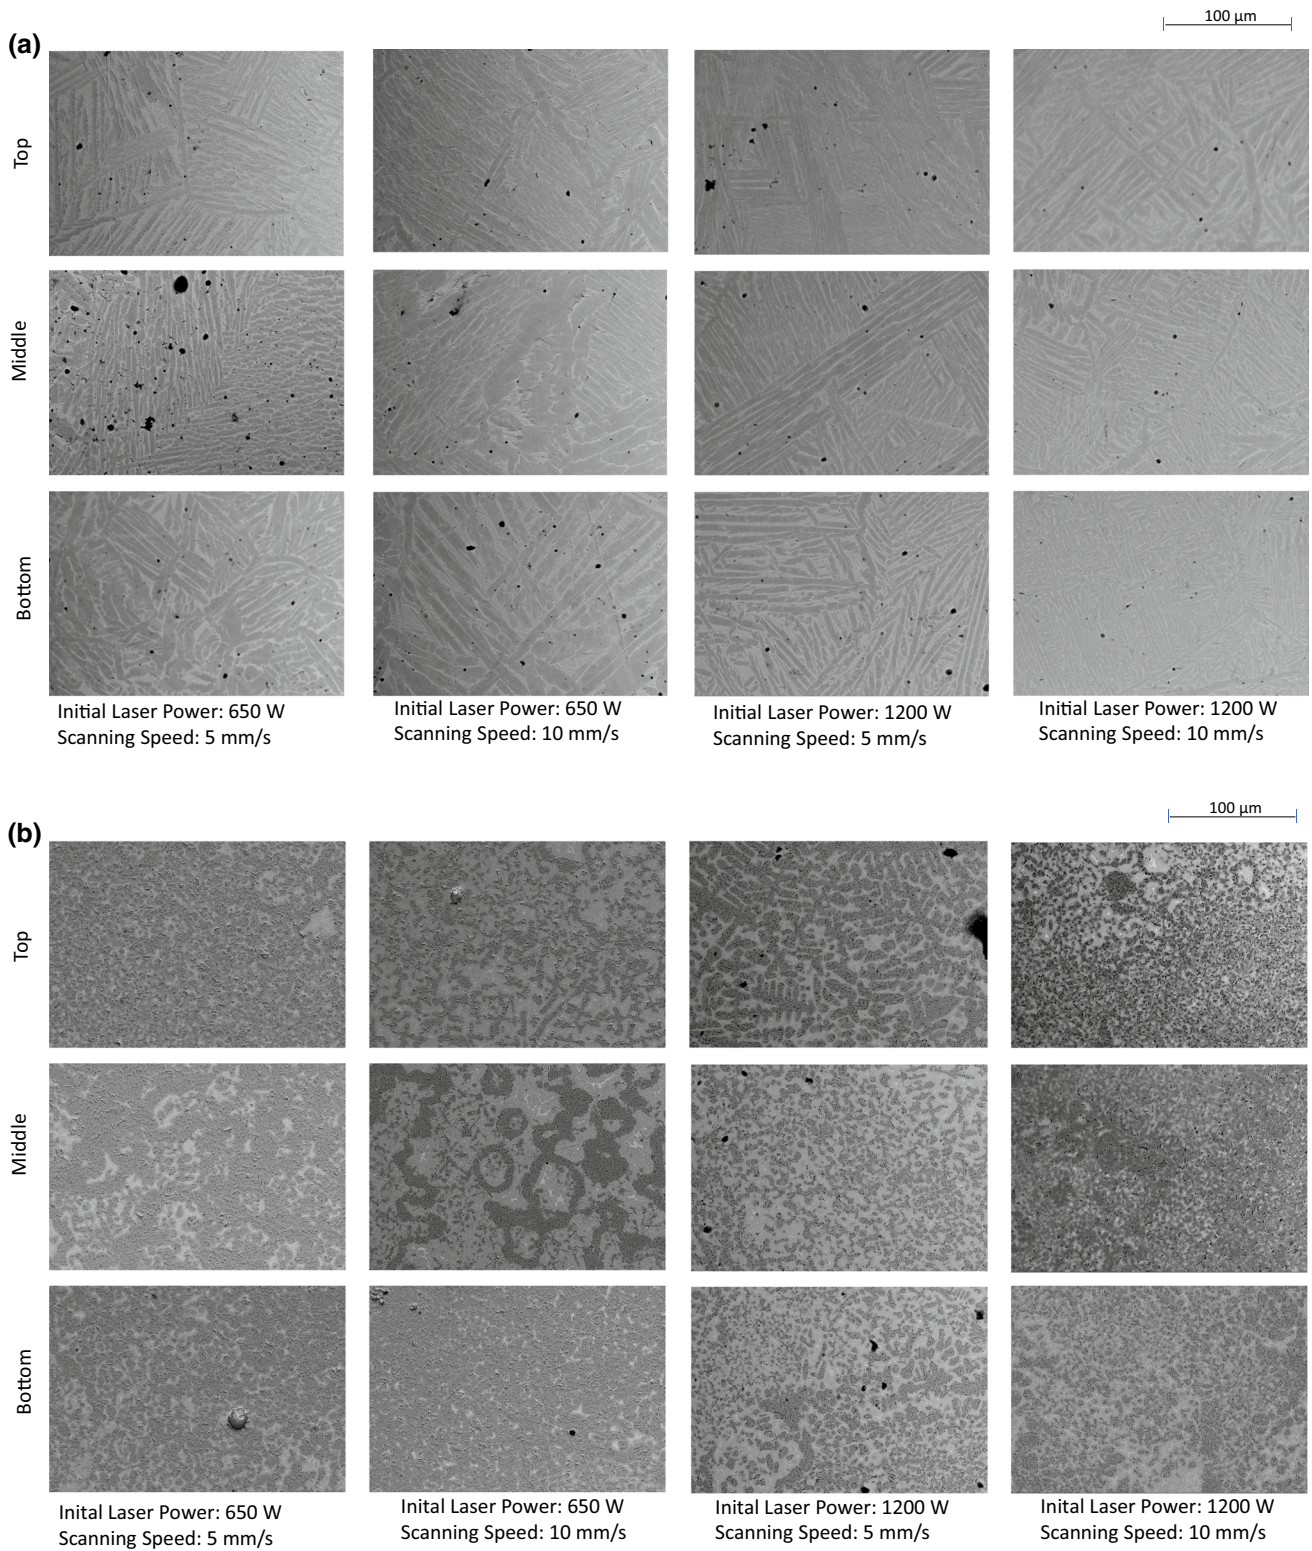 100 µm
(a)
Top
Middle
Bottom
Initial Laser Power: 650 W
Scanning Speed: 5 mm/s
Initial Laser Power: 650 W
Scanning Speed: 10 mm/s
Initial Laser Power: 1200 W
Scanning Speed: 5 mm/s
Initial Laser Power: 1200 W
Scanning Speed: 10 mm/s
100 µm
(b)
Top
Middle
Bottom
Inital Laser Power: 650 W
Scanning Speed: 5 mm/s
Inital Laser Power: 650 W
Scanning Speed: 10 mm/s
Inital Laser Power: 1200 W
Scanning Speed: 5 mm/s
Inital Laser Power: 1200 W
Scanning Speed: 10 mm/s